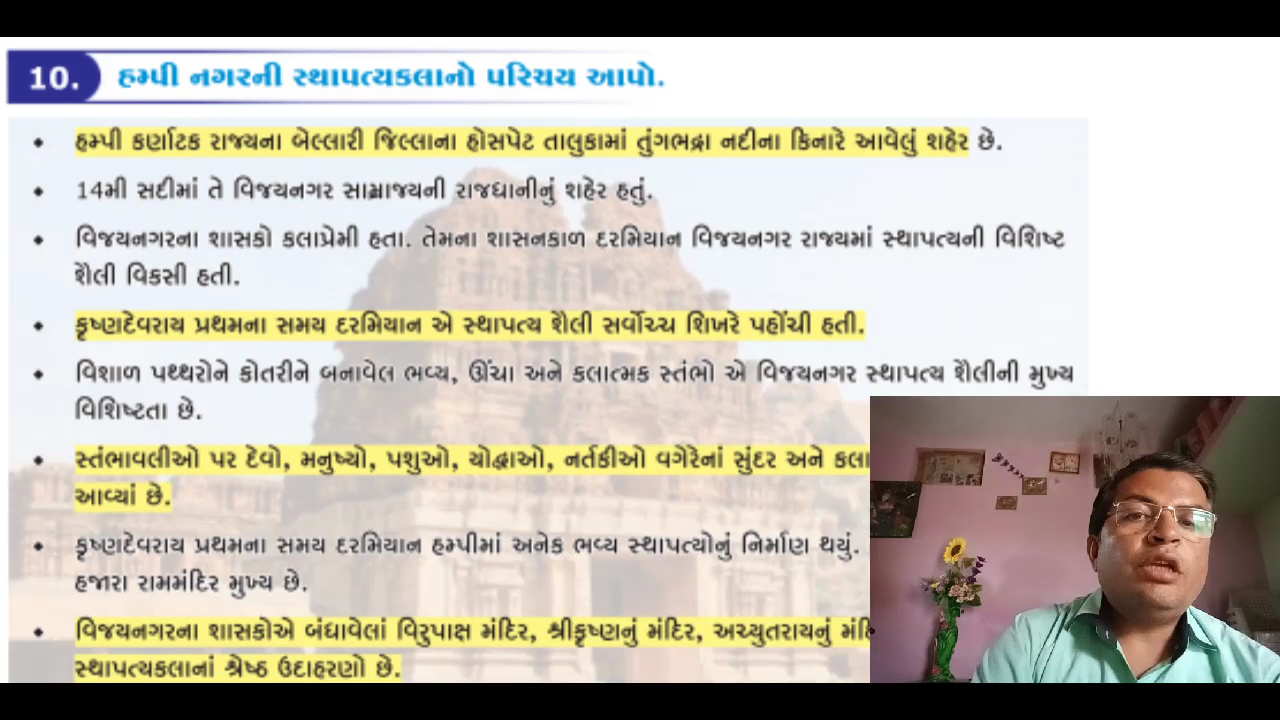 10. હમ્પી નગરની સ્થાપત્યકલાનો પરિચય આપો.
• હમ્પી કર્ણાટક રાજ્યના બેલ્લારી જિલ્લાના હોસપેટ તાલુકામાં તુંગભદ્રા નદીના કિનારે આવેલું શહેર છે.
• 14મી સદીમાં તે વિજયનગર સામ્રાજ્યની રાજધાનીનું શહેર હતું.
• વિજયનગરના શાસકો કલાપ્રેમી હતા. તેમના શાસનકાળ દરમિયાન વિજયનગર રાજ્યમાં સ્થાપત્યની વિશિષ્ટ
શૈલી વિકસી હતી.
• કૃષ્ણદેવરાય પ્રથમના સમય દરમિયાન એ સ્થાપત્ય શૈલી સર્વોચ્ચ શિખરે પહોંચી હતી.
• વિશાળ પથ્થરોને કોતરીને બનાવેલ ભવ્ય, ઊંચા અને કલાત્મક સ્તંભો એ વિજયનગર સ્થાપત્ય શૈલીની મુખ્ય
વિશિષ્ટતા છે.
• સ્તંભાવલીઓ પર દેવો, મનુષ્યો, પશુઓ, યોદ્ધાઓ, નર્તકીઓ વગેરેનાં સુંદર અને
આવ્યાં છે.
• કૃષ્ણદેવરાય પ્રથમના સમય દરમિયાન હમ્પીમાં અનેક ભવ્ય સ્થાપત્યોનું નિર્માણ થયું.
હજારા રામમંદિર મુખ્ય છે.
• વિજયનગરના શાસકોએ બંધાવેલાં વિરુપાક્ષ મંદિર, શ્રીકૃષ્ણનું મંદિર, અચ્યુતરાયનું
સ્થાપત્યકલાનાં શ્રેષ્ઠ ઉદાહરણો છે.